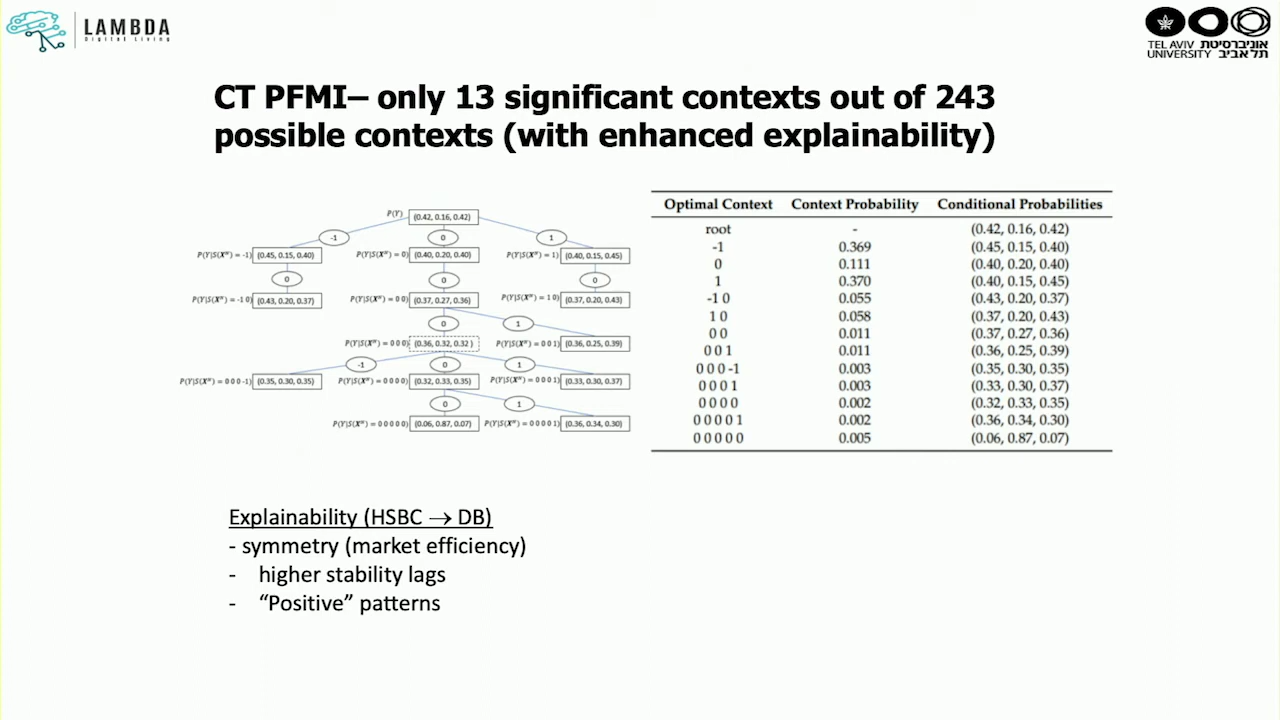 LAMBDA
Digital Living
TEL AVIV אוניברסיטת
UNIVERSITY תל אביב
CT PFMI– only 13 significant contexts out of 243
possible contexts (with enhanced explainability)
P(Y) (0.42, 0.16, 0.42)
-1 0 1
P(Y|S(Xᵂ) = -1) (0.45, 0.15, 0.40) P(Y|S(Xᵂ) = 0) (0.40, 0.20, 0.40) P(Y|S(Xᵂ) = 1) (0.40, 0.15, 0.45)
0 0 0
P(Y|S(Xᵂ) = -1 0) (0.43, 0.20, 0.37) P(Y|S(Xᵂ) = 0 0) (0.37, 0.27, 0.36) P(Y|S(Xᵂ) = 1 0) (0.37, 0.20, 0.43)
0 1
P(Y|S(Xᵂ) = 0 0 0) (0.36, 0.32, 0.32 ) P(Y|S(Xᵂ) = 0 0 1) (0.36, 0.25, 0.39)
-1 0 1
P(Y|S(Xᵂ) = 0 0 0 -1) (0.35, 0.30, 0.35) P(Y|S(Xᵂ) = 0 0 0 0) (0.32, 0.33, 0.35) P(Y|S(Xᵂ) = 0 0 0 1) (0.33, 0.30, 0.37)
0 1
P(Y|S(Xᵂ) = 0 0 0 0 0) (0.06, 0.87, 0.07) P(Y|S(Xᵂ) = 0 0 0 0 1) (0.36, 0.34, 0.30)
Optimal Context Context Probability Conditional Probabilities
root - (0.42, 0.16, 0.42)
-1 0.369 (0.45, 0.15, 0.40)
0 0.111 (0.40, 0.20, 0.40)
1 0.370 (0.40, 0.15, 0.45)
-1 0 0.055 (0.43, 0.20, 0.37)
1 0 0.058 (0.37, 0.20, 0.43)
0 0 0.011 (0.37, 0.27, 0.36)
0 0 1 0.011 (0.36, 0.25, 0.39)
0 0 0 -1 0.003 (0.35, 0.30, 0.35)
0 0 0 1 0.003 (0.33, 0.30, 0.37)
0 0 0 0 0.002 (0.32, 0.33, 0.35)
0 0 0 0 1 0.002 (0.36, 0.34, 0.30)
0 0 0 0 0 0.005 (0.06, 0.87, 0.07)
Explainability (HSBC → DB)
- symmetry (market efficiency)
- higher stability lags
- “Positive” patterns